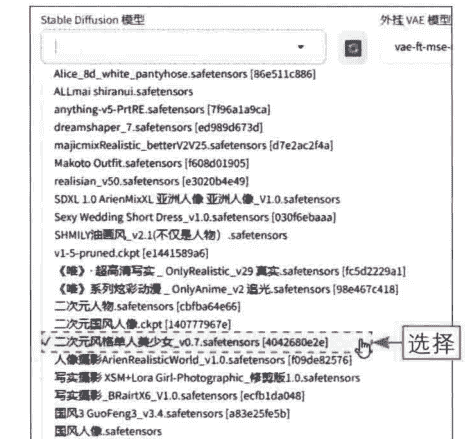 Stable Diffusion 模型
外挂 VAE 模型
vae-ft-mse-
Alice_8d_white_pantyhose.safetensors [86e511c886]
ALLmai shiranui.safetensors
anything-v5-PrtRE.safetensors [7f96a1a9ca]
dreamshaper_7.safetensors [ed989d673d]
majicmixRealistic_betterV2V25.safetensors [d7e2ac2f4a]
Makoto Outfit.safetensors [f608d01905]
realisian_v50.safetensors [e3020b4e49]
SDXL 1.0 ArienMixXL 亚洲人像 亚洲人像_V1.0.safetensors
Sexy Wedding Short Dress_v1.0.safetensors [030f6ebaaa]
SHMILY油画风_v2.1(不仅是人物）.safetensors
v1-5-pruned.ckpt [e1441589a6]
《唯》· 超高清写实 _ OnlyRealistic_v29 真实.safetensors [fc5d2229a1]
《唯》系列炫彩动漫 _ OnlyAnime_v2 追光.safetensors [98e467c418]
二次元人物.safetensors [cbfba64e66]
二次元国风人像.ckpt [140777967e]
✓ 二次元风格单人美少女_v0.7.safetensors [4042680e2e]
选择
人像摄影ArienRealisticWorld_v1.0.safetensors [f09de82576]
写实摄影 XSM+Lora Girl-Photographic_修剪版1.0.safetensors
写实摄影_BRairtX6_V1.0.safetensors [ecfb1da048]
国风3 GuoFeng3_v3.4.safetensors [a83e25fe5b]
国风人像.safetensors